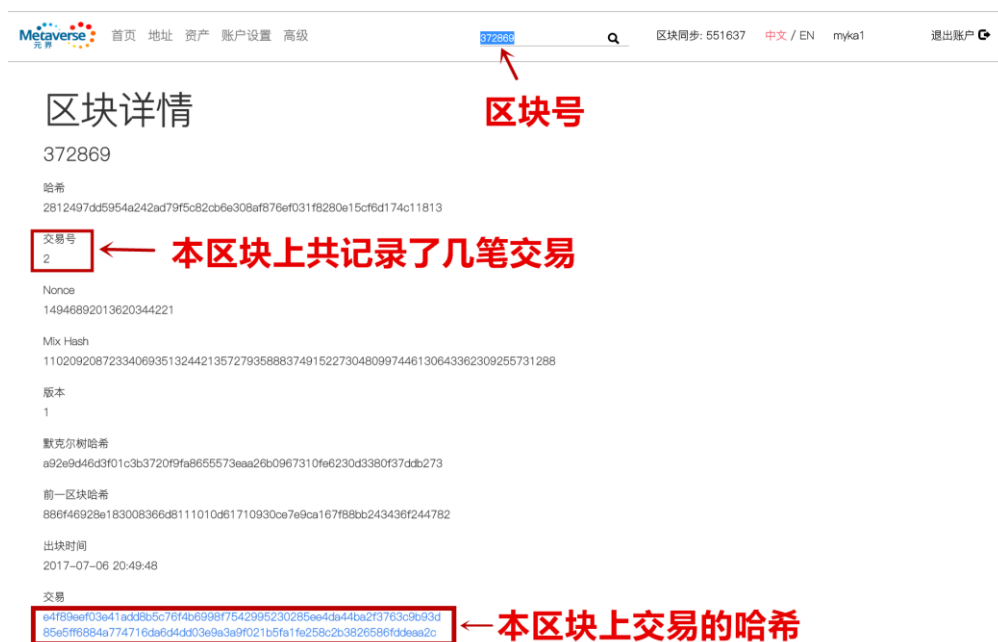 Metaverse 元界 首页 地址 资产 账户设置 高级 372869 区块同步: 551637 中文 / EN myka1 退出账户
区块号
区块详情
372869
哈希
2812497dd5954a242ad79f5c82cb6e308af876ef031f8280e15cf6d174c11813
交易号
2
本区块上共记录了几笔交易
Nonce
14946892013620344221
Mix Hash
110209208723340693513244213572793588837491522730480997446130643362309255731288
版本
1
默克尔树哈希
a92e9d46d3f01c3b3720f9fa8655573eaa26b0967310fe6230d3380f37ddb273
前一区块哈希
886f46928e183008366d8111010d61710930ce7e9ca167f88bb243436f244782
出块时间
2017-07-06 20:49:48
交易
e4f89eef03e41add8b5c76f4b6998f7542995230285ee4da44ba2f3763c9b93d
85e5ff6884a774716da6d4dd03e9a3a9f021b5fa1fe258c2b3826586fddeaa2c
本区块上交易的哈希